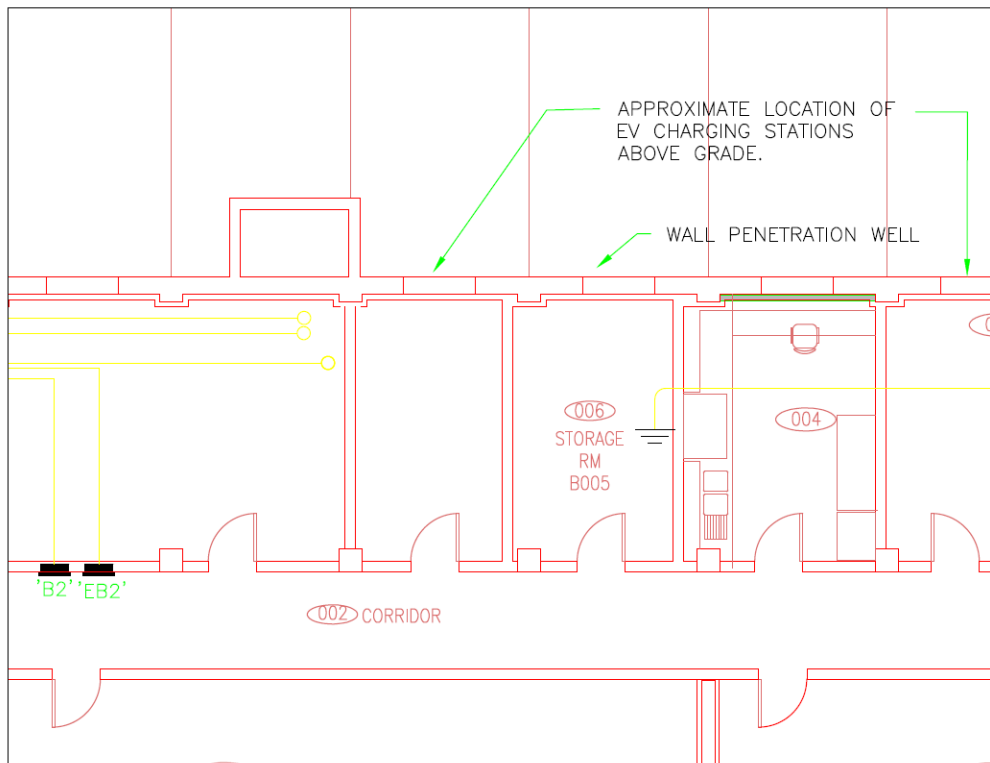 APPROXIMATE LOCATION OF
EV CHARGING STATIONS
ABOVE GRADE.
WALL PENETRATION WELL
006
STORAGE
RM
B005
004
'B2' 'EB2'
002 CORRIDOR